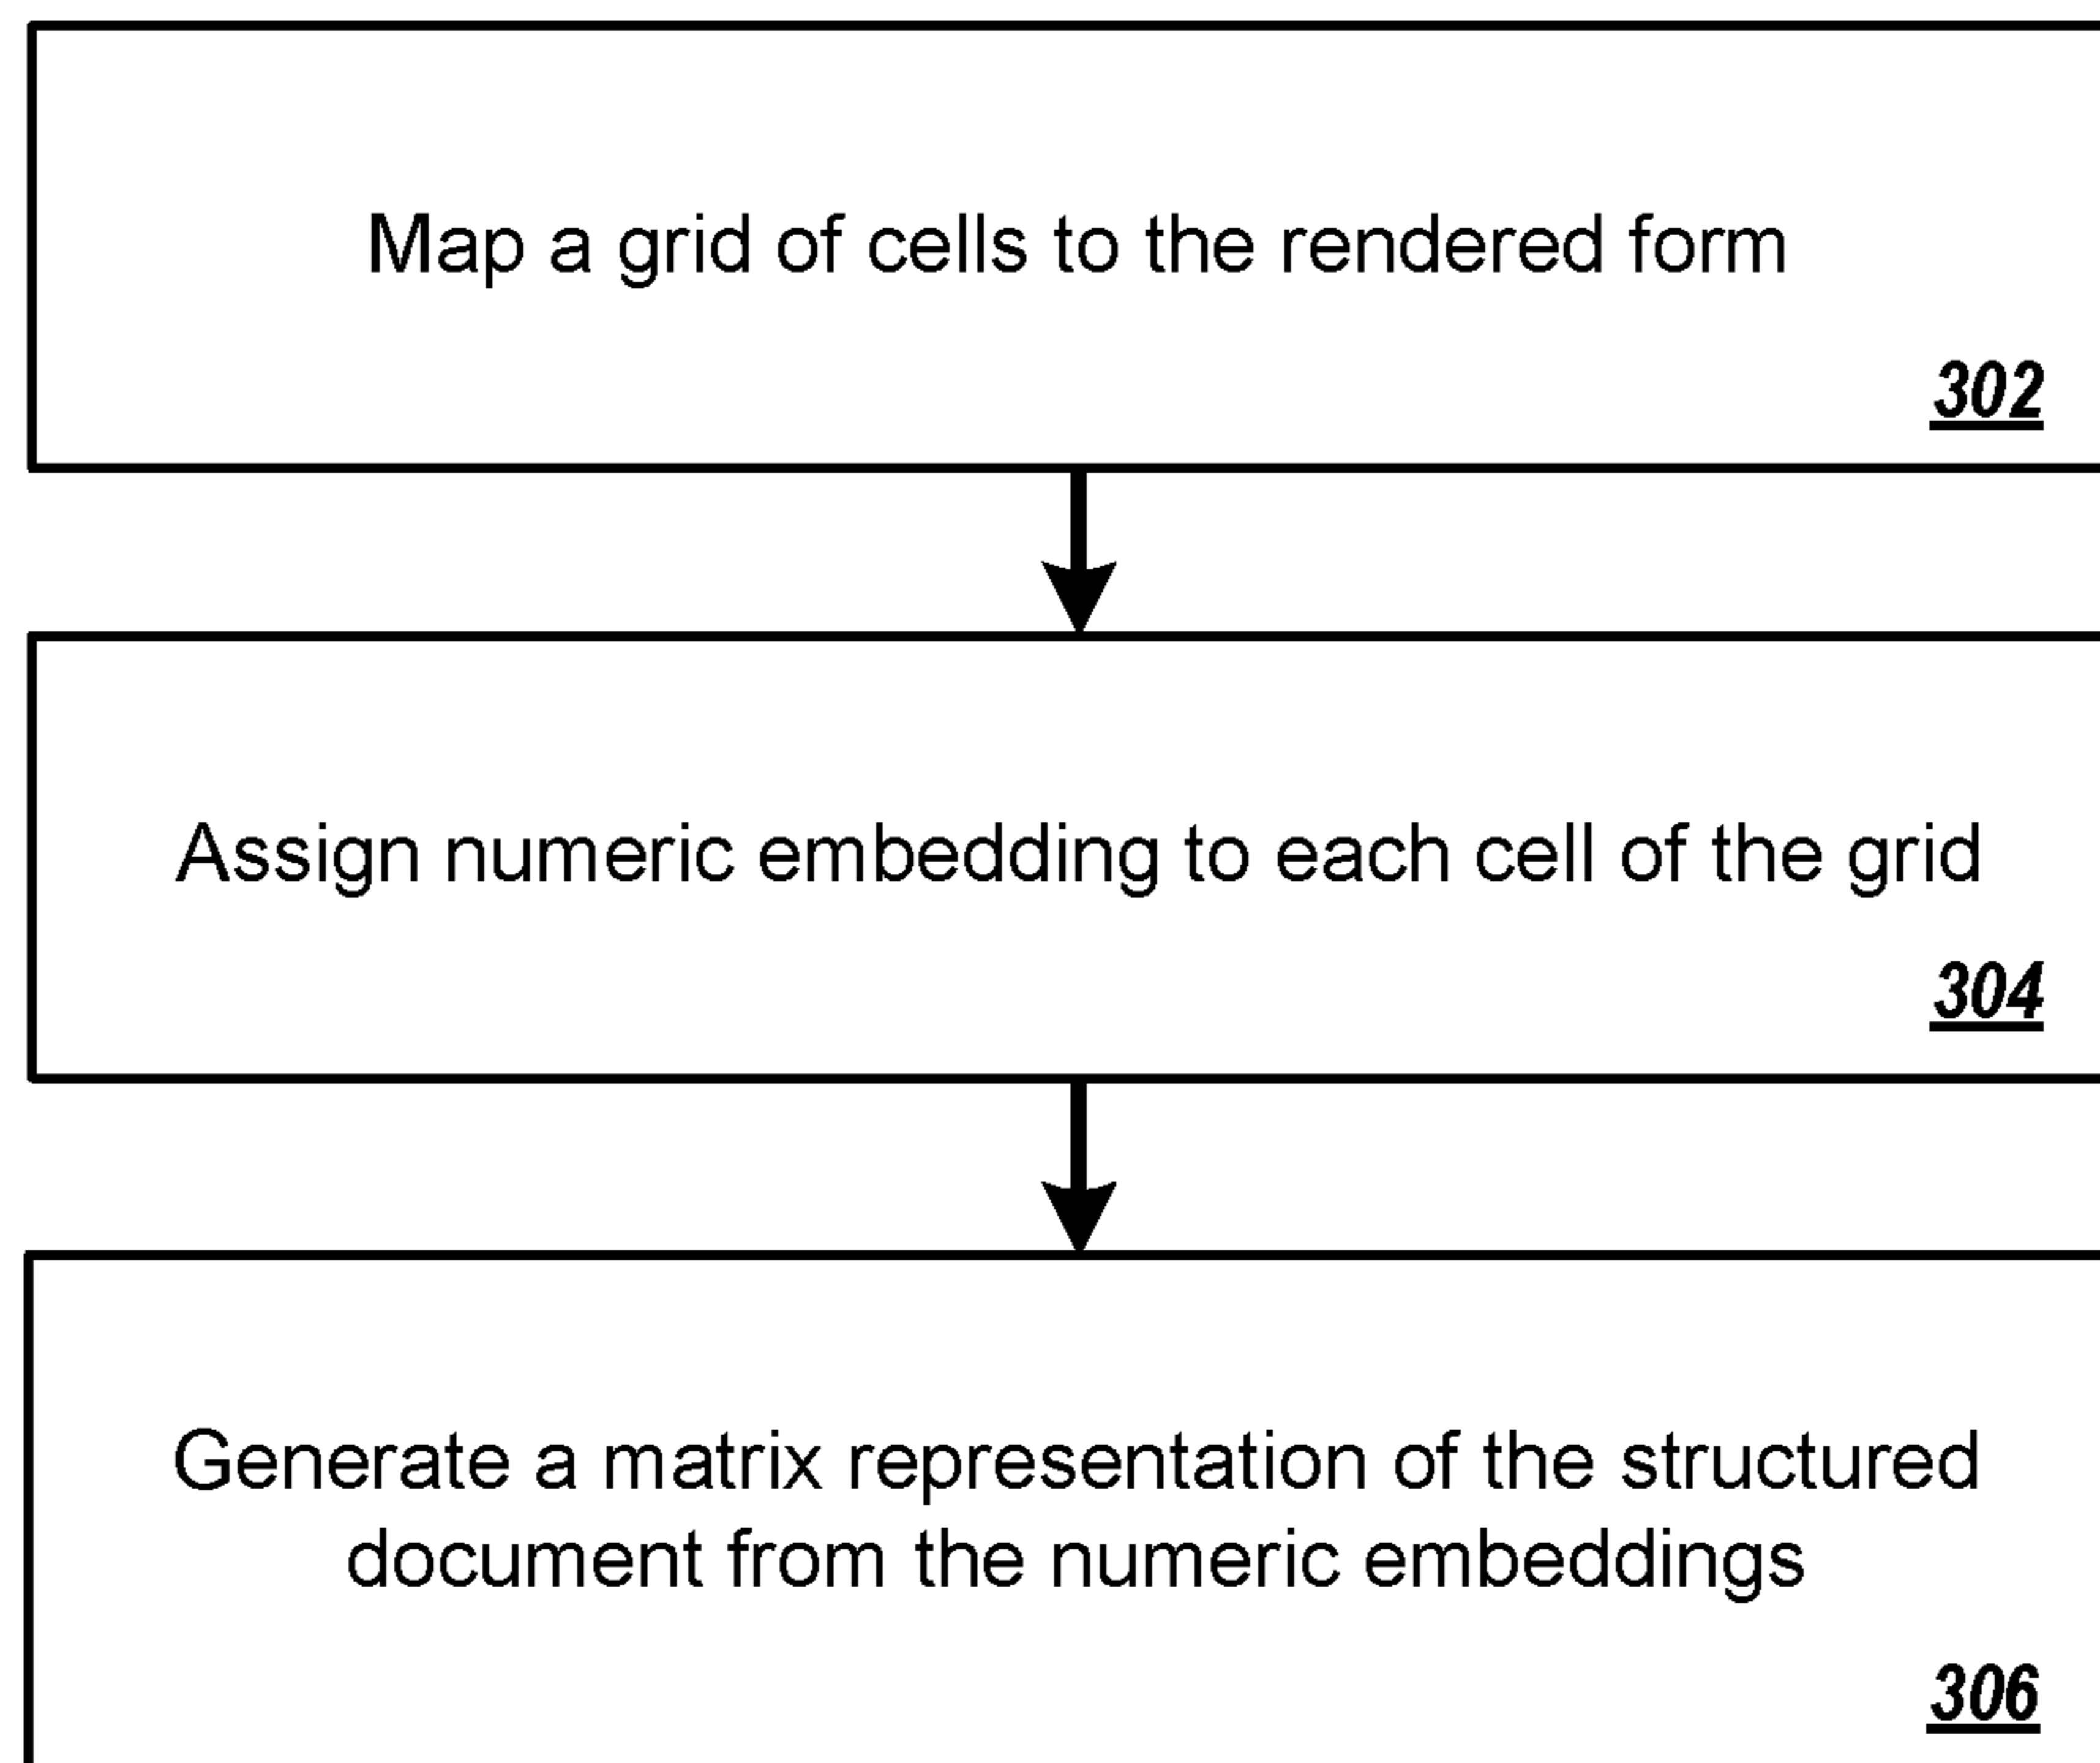 Map a grid of cells to the rendered form
302
Assign numeric embedding to each cell of the grid
304
Generate a matrix representation of the structured
document from the numeric embeddings
306